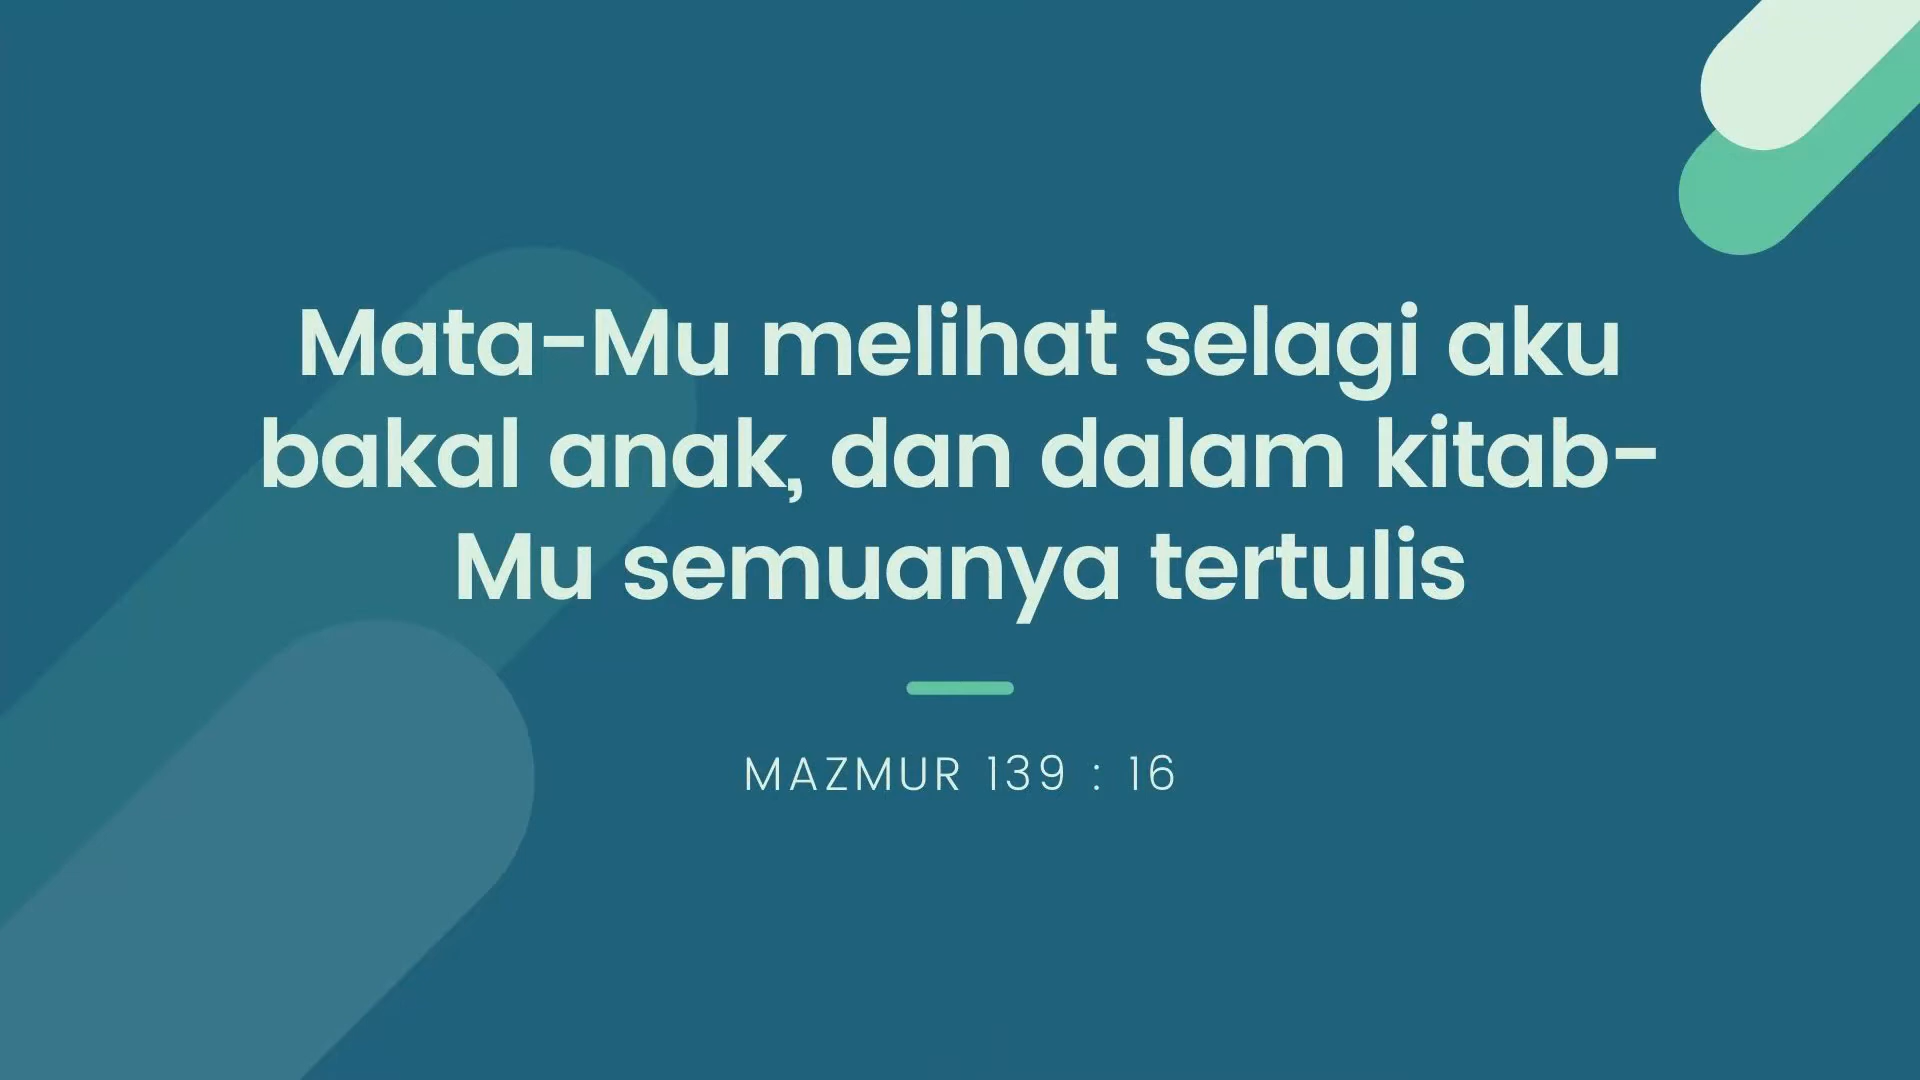 Mata-Mu melihat selagi aku
bakal anak, dan dalam kitab-
Mu semuanya tertulis
MAZMUR 139 : 16